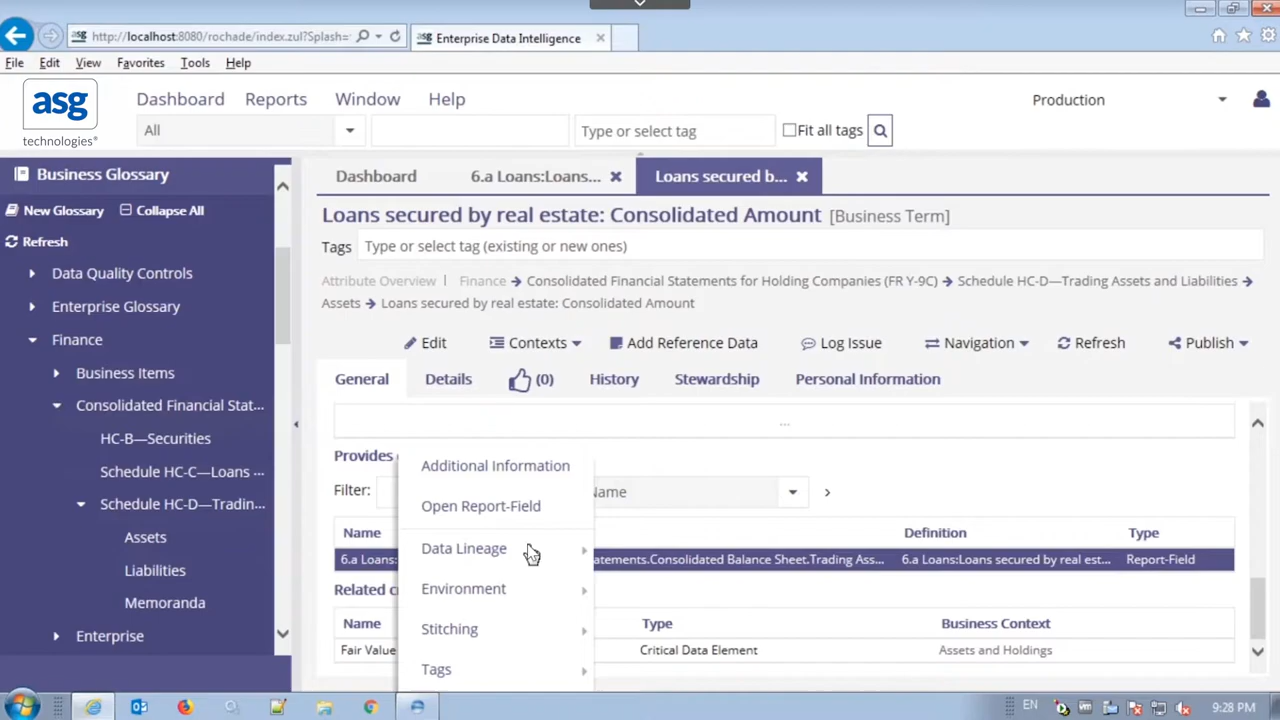 http://localhost:8080/rochade/index.zul?Splash=
Enterprise Data Intelligence
File Edit View Favorites Tools Help
asg
technologies®
Dashboard Reports Window Help
Production
All
Type or select tag
Fit all tags
Business Glossary
New Glossary Collapse All
Refresh
Data Quality Controls
Enterprise Glossary
Finance
Business Items
Consolidated Financial Stat...
HC-B—Securities
Schedule HC-C—Loans ...
Schedule HC-D—Tradin...
Assets
Liabilities
Memoranda
Enterprise
Dashboard 6.a Loans:Loans... Loans secured b...
Loans secured by real estate: Consolidated Amount [Business Term]
Tags Type or select tag (existing or new ones)
Attribute Overview | Finance → Consolidated Financial Statements for Holding Companies (FR Y-9C) → Schedule HC-D—Trading Assets and Liabilities →
Assets → Loans secured by real estate: Consolidated Amount
Edit Contexts Add Reference Data Log Issue Navigation Refresh Publish
General Details (0) History Stewardship Personal Information
...
Provides
Filter: Name
Name Definition Type
6.a Loans: atements.Consolidated Balance Sheet.Trading Ass... 6.a Loans:Loans secured by real est... Report-Field
Related c
Name Type Business Context
Fair Value Critical Data Element Assets and Holdings
Additional Information
Open Report-Field
Data Lineage
Environment
Stitching
Tags
EN 9:28 PM